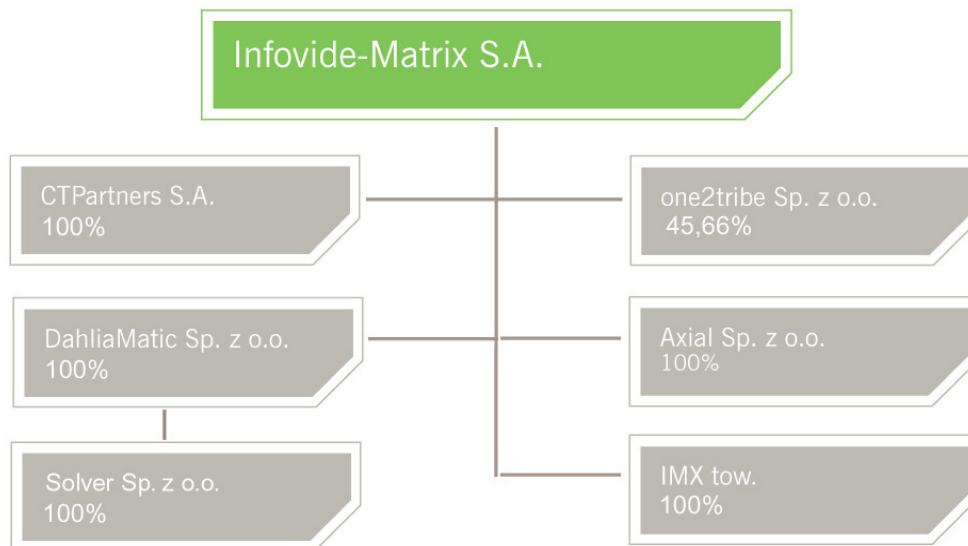 Infovide-Matrix S.A.
CTPartners S.A.
100%
one2tribe Sp. z o.o.
45,66%
DahliaMatic Sp. z o.o.
100%
Axial Sp. z o.o.
100%
Solver Sp. z o.o.
100%
IMX tow.
100%